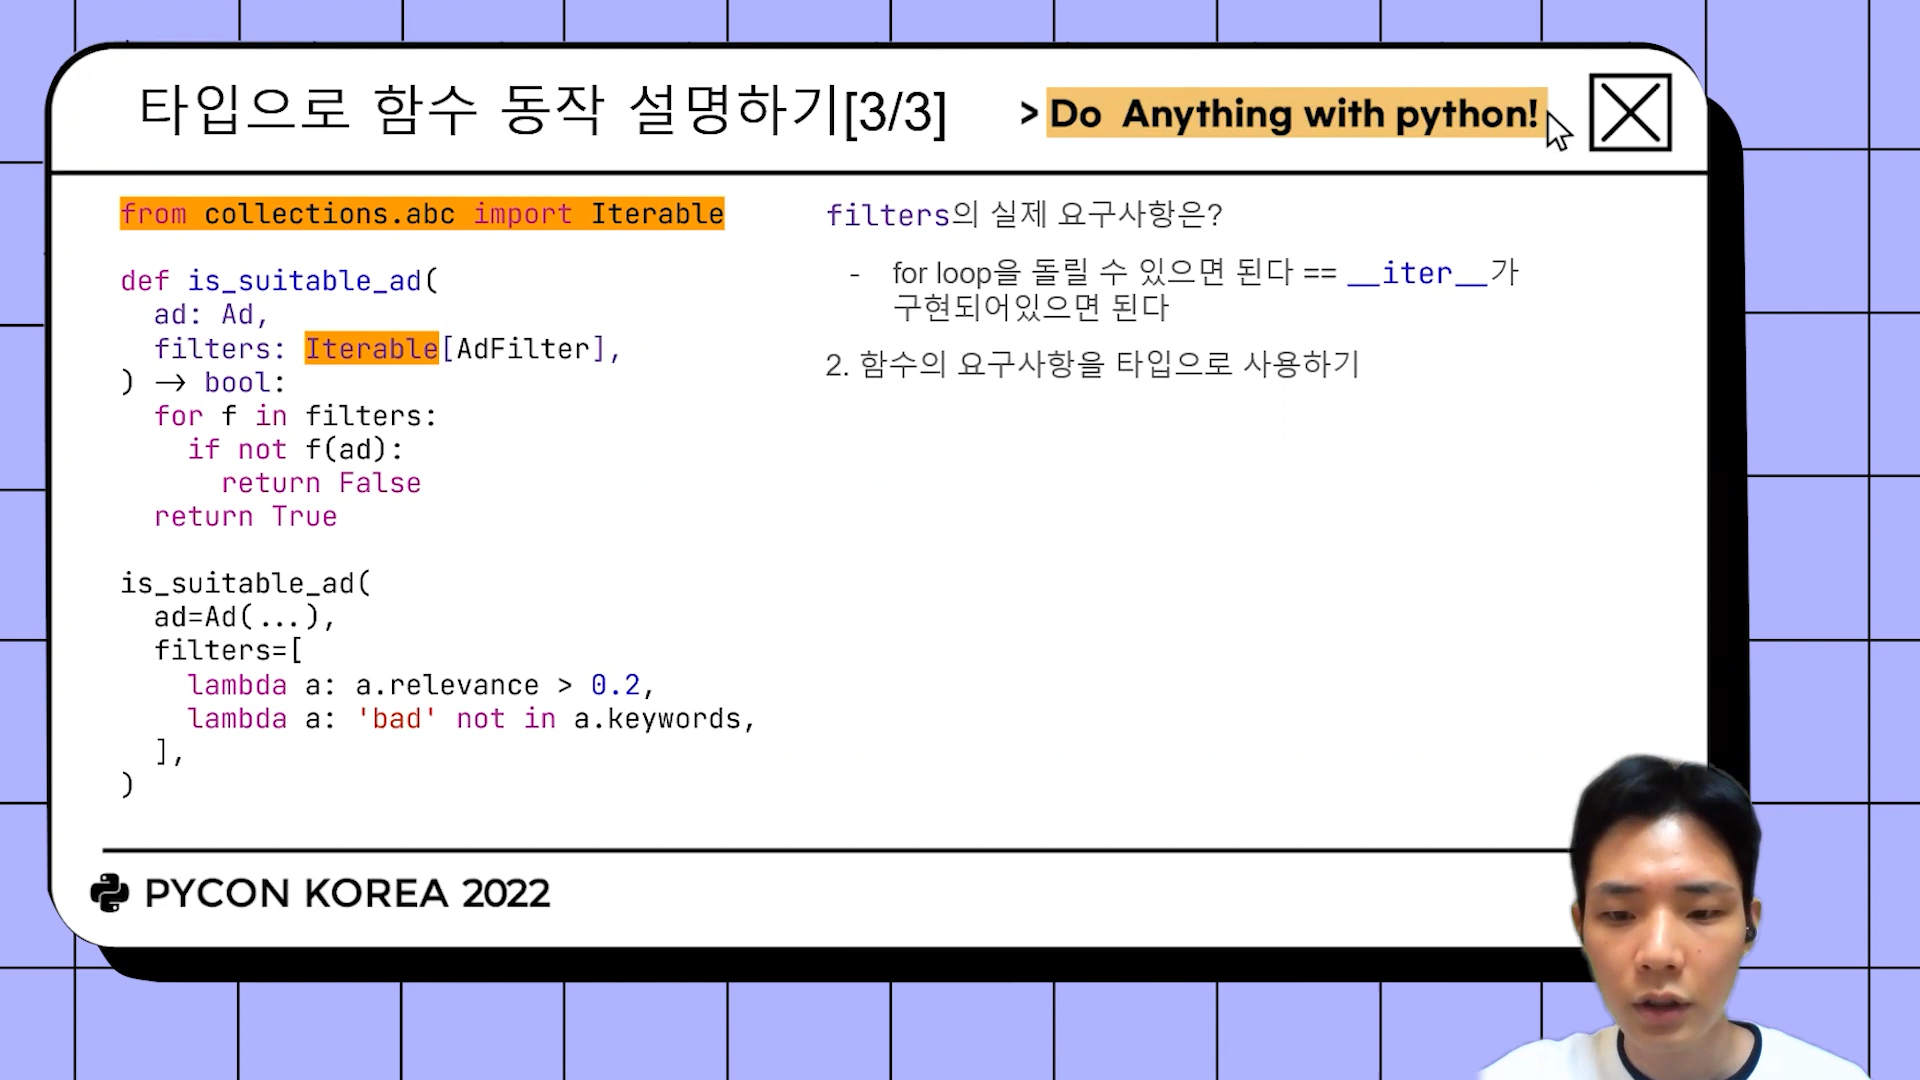 타입으로 함수 동작 설명하기[3/3]
> Do Anything with python!
from collections.abc import Iterable
def is_suitable_ad(
  ad: Ad,
  filters: Iterable[AdFilter],
) -> bool:
  for f in filters:
    if not f(ad):
      return False
  return True
is_suitable_ad(
  ad=Ad(...),
  filters=[
    lambda a: a.relevance > 0.2,
    lambda a: 'bad' not in a.keywords,
  ],
)
filters의 실제 요구사항은?
- for loop을 돌릴 수 있으면 된다 == __iter__가
구현되어있으면 된다
2. 함수의 요구사항을 타입으로 사용하기
PYCON KOREA 2022